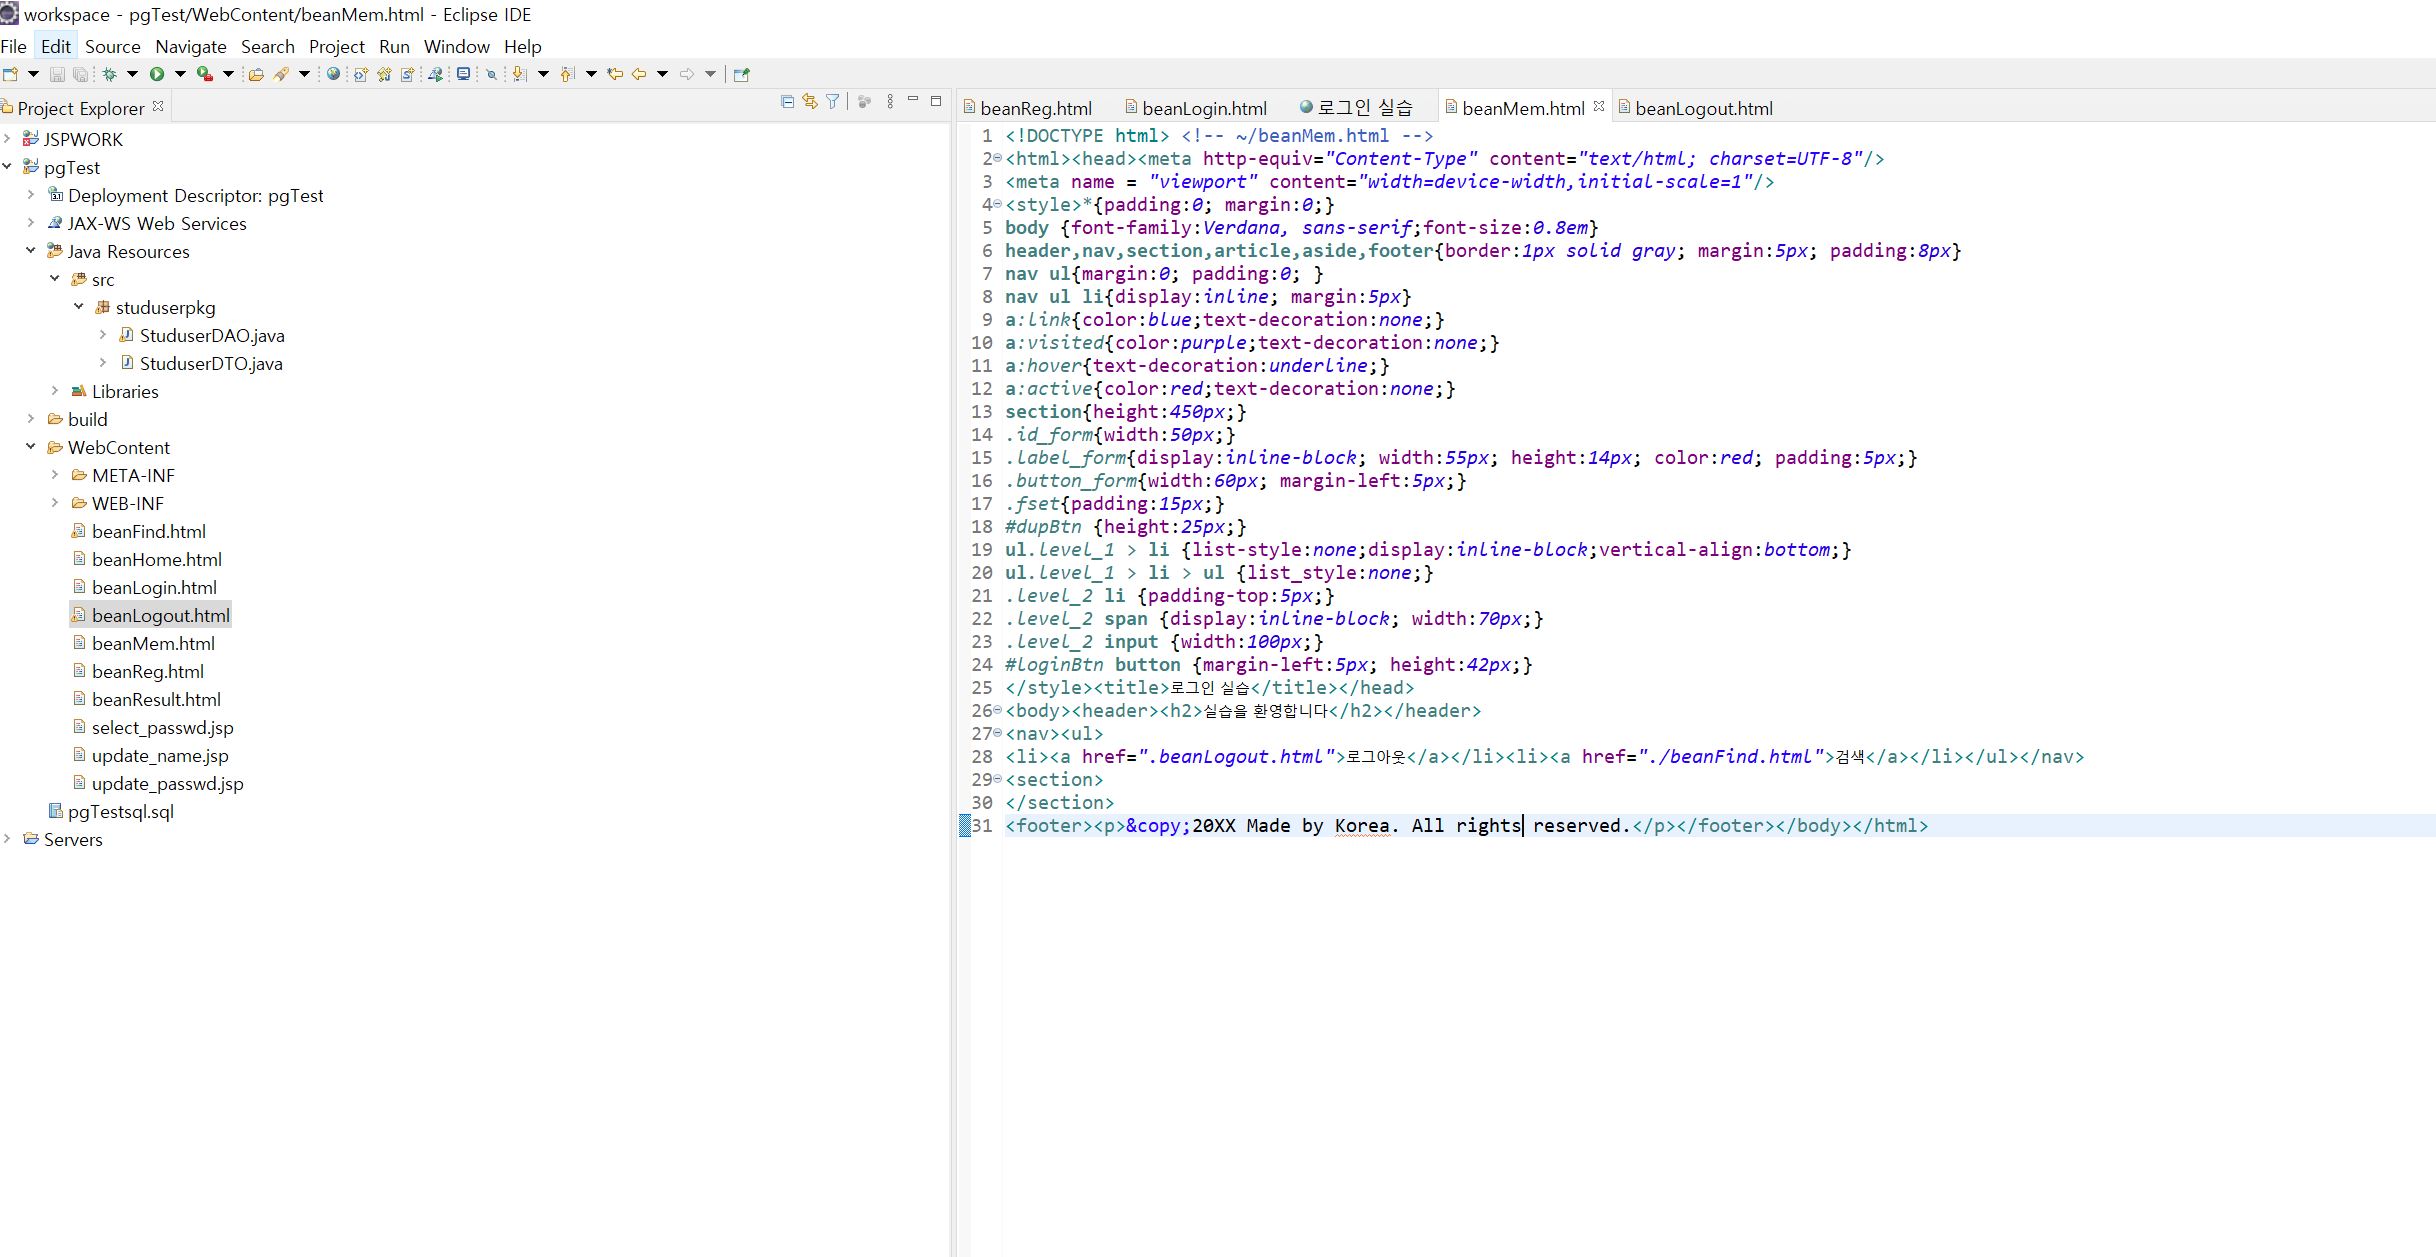 workspace - pgTest/WebContent/beanMem.html - Eclipse IDE
File Edit Source Navigate Search Project Run Window Help
Project Explorer
JSPWORK
pgTest
Deployment Descriptor: pgTest
JAX-WS Web Services
Java Resources
src
studuserpkg
StuduserDAO.java
StuduserDTO.java
Libraries
build
WebContent
META-INF
WEB-INF
beanFind.html
beanHome.html
beanLogin.html
beanLogout.html
beanMem.html
beanReg.html
beanResult.html
select_passwd.jsp
update_name.jsp
update_passwd.jsp
pgTestsql.sql
Servers
beanReg.html beanLogin.html 로그인 실습 beanMem.html beanLogout.html
1 <!DOCTYPE html> <!-- ~/beanMem.html -->
2 <html><head><meta http-equiv="Content-Type" content="text/html; charset=UTF-8"/>
3 <meta name = "viewport" content="width=device-width,initial-scale=1"/>
4 <style>*{padding:0; margin:0;}
5 body {font-family:Verdana, sans-serif;font-size:0.8em}
6 header,nav,section,article,aside,footer{border:1px solid gray; margin:5px; padding:8px}
7 nav ul{margin:0; padding:0; }
8 nav ul li{display:inline; margin:5px}
9 a:link{color:blue;text-decoration:none;}
10 a:visited{color:purple;text-decoration:none;}
11 a:hover{text-decoration:underline;}
12 a:active{color:red;text-decoration:none;}
13 section{height:450px;}
14 .id_form{width:50px;}
15 .label_form{display:inline-block; width:55px; height:14px; color:red; padding:5px;}
16 .button_form{width:60px; margin-left:5px;}
17 .fset{padding:15px;}
18 #dupBtn {height:25px;}
19 ul.level_1 > li {list-style:none;display:inline-block;vertical-align:bottom;}
20 ul.level_1 > li > ul {list_style:none;}
21 .level_2 li {padding-top:5px;}
22 .level_2 span {display:inline-block; width:70px;}
23 .level_2 input {width:100px;}
24 #loginBtn button {margin-left:5px; height:42px;}
25 </style><title>로그인 실습</title></head>
26 <body><header><h2>실습을 환영합니다</h2></header>
27 <nav><ul>
28 <li><a href=".beanLogout.html">로그아웃</a></li><li><a href="./beanFind.html">검색</a></li></ul></nav>
29 <section>
30 </section>
31 <footer><p>&copy;20XX Made by Korea. All rights reserved.</p></footer></body></html>